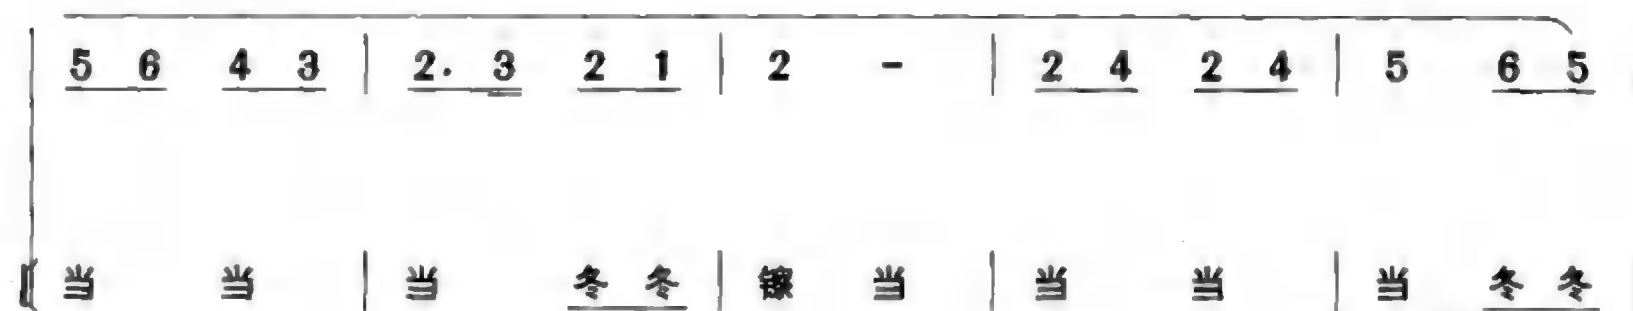 5 6 4 3 | 2. 3 2 1 | 2 - | 2 4 2 4 | 5 6 5
当 当 | 当 冬 冬 | 镲 当 | 当 当 | 当 冬 冬